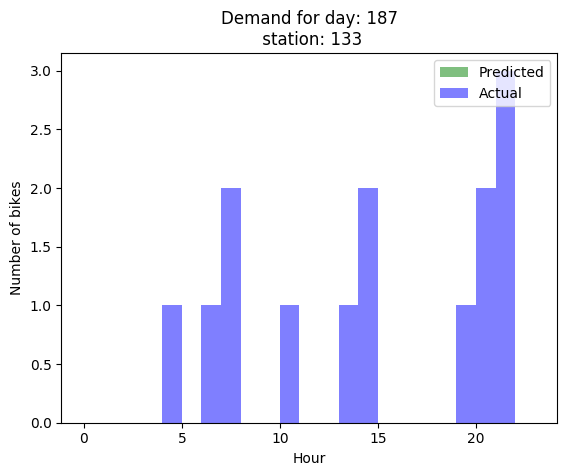 Demand for day: 187
station: 133
Predicted
Actual
Number of bikes
3.0
2.5
2.0
1.5
1.0
0.5
0.0
0
5
10
15
20
Hour